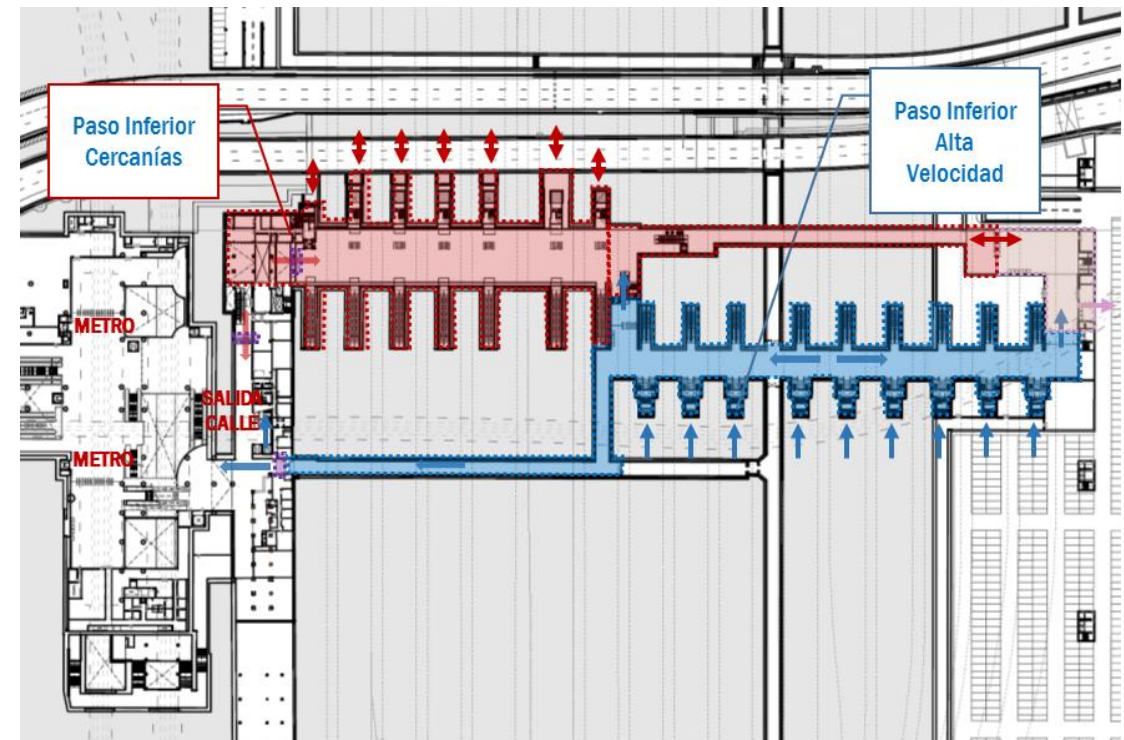 Paso Inferior
Cercanías
Paso Inferior
Alta
Velocidad
METRO
SALIDA
CALLE
METRO